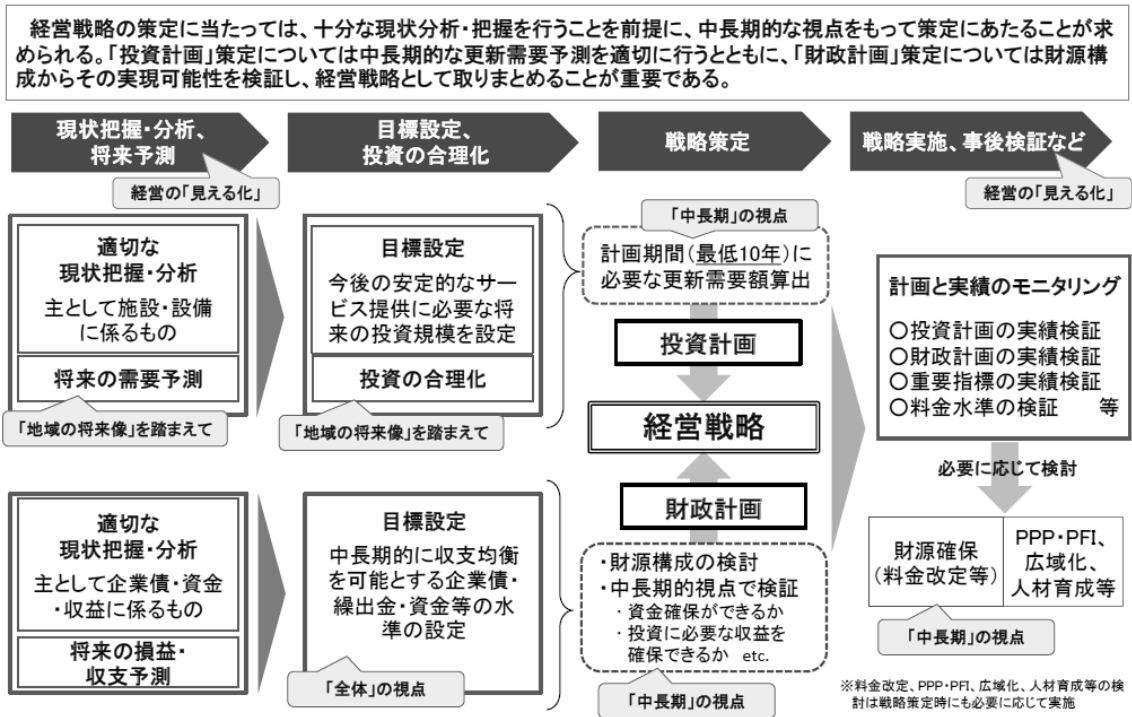 経営戦略の策定に当たっては、十分な現状分析・把握を行うことを前提に、中長期的な視点をもって策定にあたることが求
められる。「投資計画」策定については中長期的な更新需要予測を適切に行うとともに、「財政計画」策定については財源構
成からその実現可能性を検証し、経営戦略として取りまとめることが重要である。
現状把握・分析、
将来予測
経営の「見える化」
目標設定、
投資の合理化
戦略策定
戦略実施、事後検証など
経営の「見える化」
適切な
現状把握・分析
主として施設・設備
に係るもの
将来の需要予測
「地域の将来像」を踏まえて
目標設定
今後の安定的なサー
ビス提供に必要な将
来の投資規模を設定
投資の合理化
「地域の将来像」を踏まえて
「中長期」の視点
計画期間(最低10年)に
必要な更新需要額算出
投資計画
経営戦略
財政計画
・財源構成の検討
・中長期的視点で検証
・資金確保ができるか
・投資に必要な収益を
確保できるか etc.
「中長期」の視点
適切な
現状把握・分析
主として企業債・資金
・収益に係るもの
将来の損益・
収支予測
目標設定
中長期的に収支均衡
を可能とする企業債・
繰出金・資金等の水
準の設定
「全体」の視点
計画と実績のモニタリング
〇投資計画の実績検証
〇財政計画の実績検証
〇重要指標の実績検証
〇料金水準の検証 等
必要に応じて検討
財源確保
(料金改定等)
PPP・PFI、
広域化、
人材育成等
「中長期」の視点
※料金改定、PPP・PFI、広域化、人材育成等の検
討は戦略策定時にも必要に応じて実施